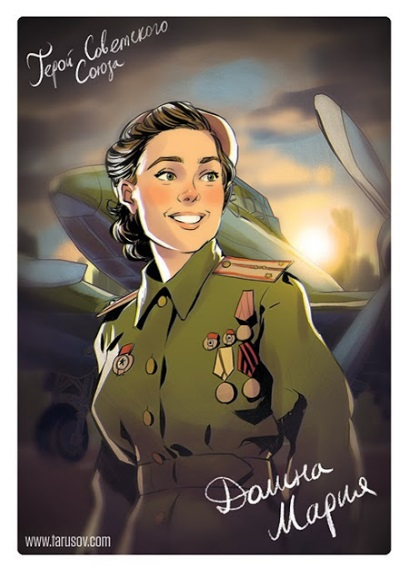 Герой Советского
Союза
Долина
Мария
www.tarusov.com